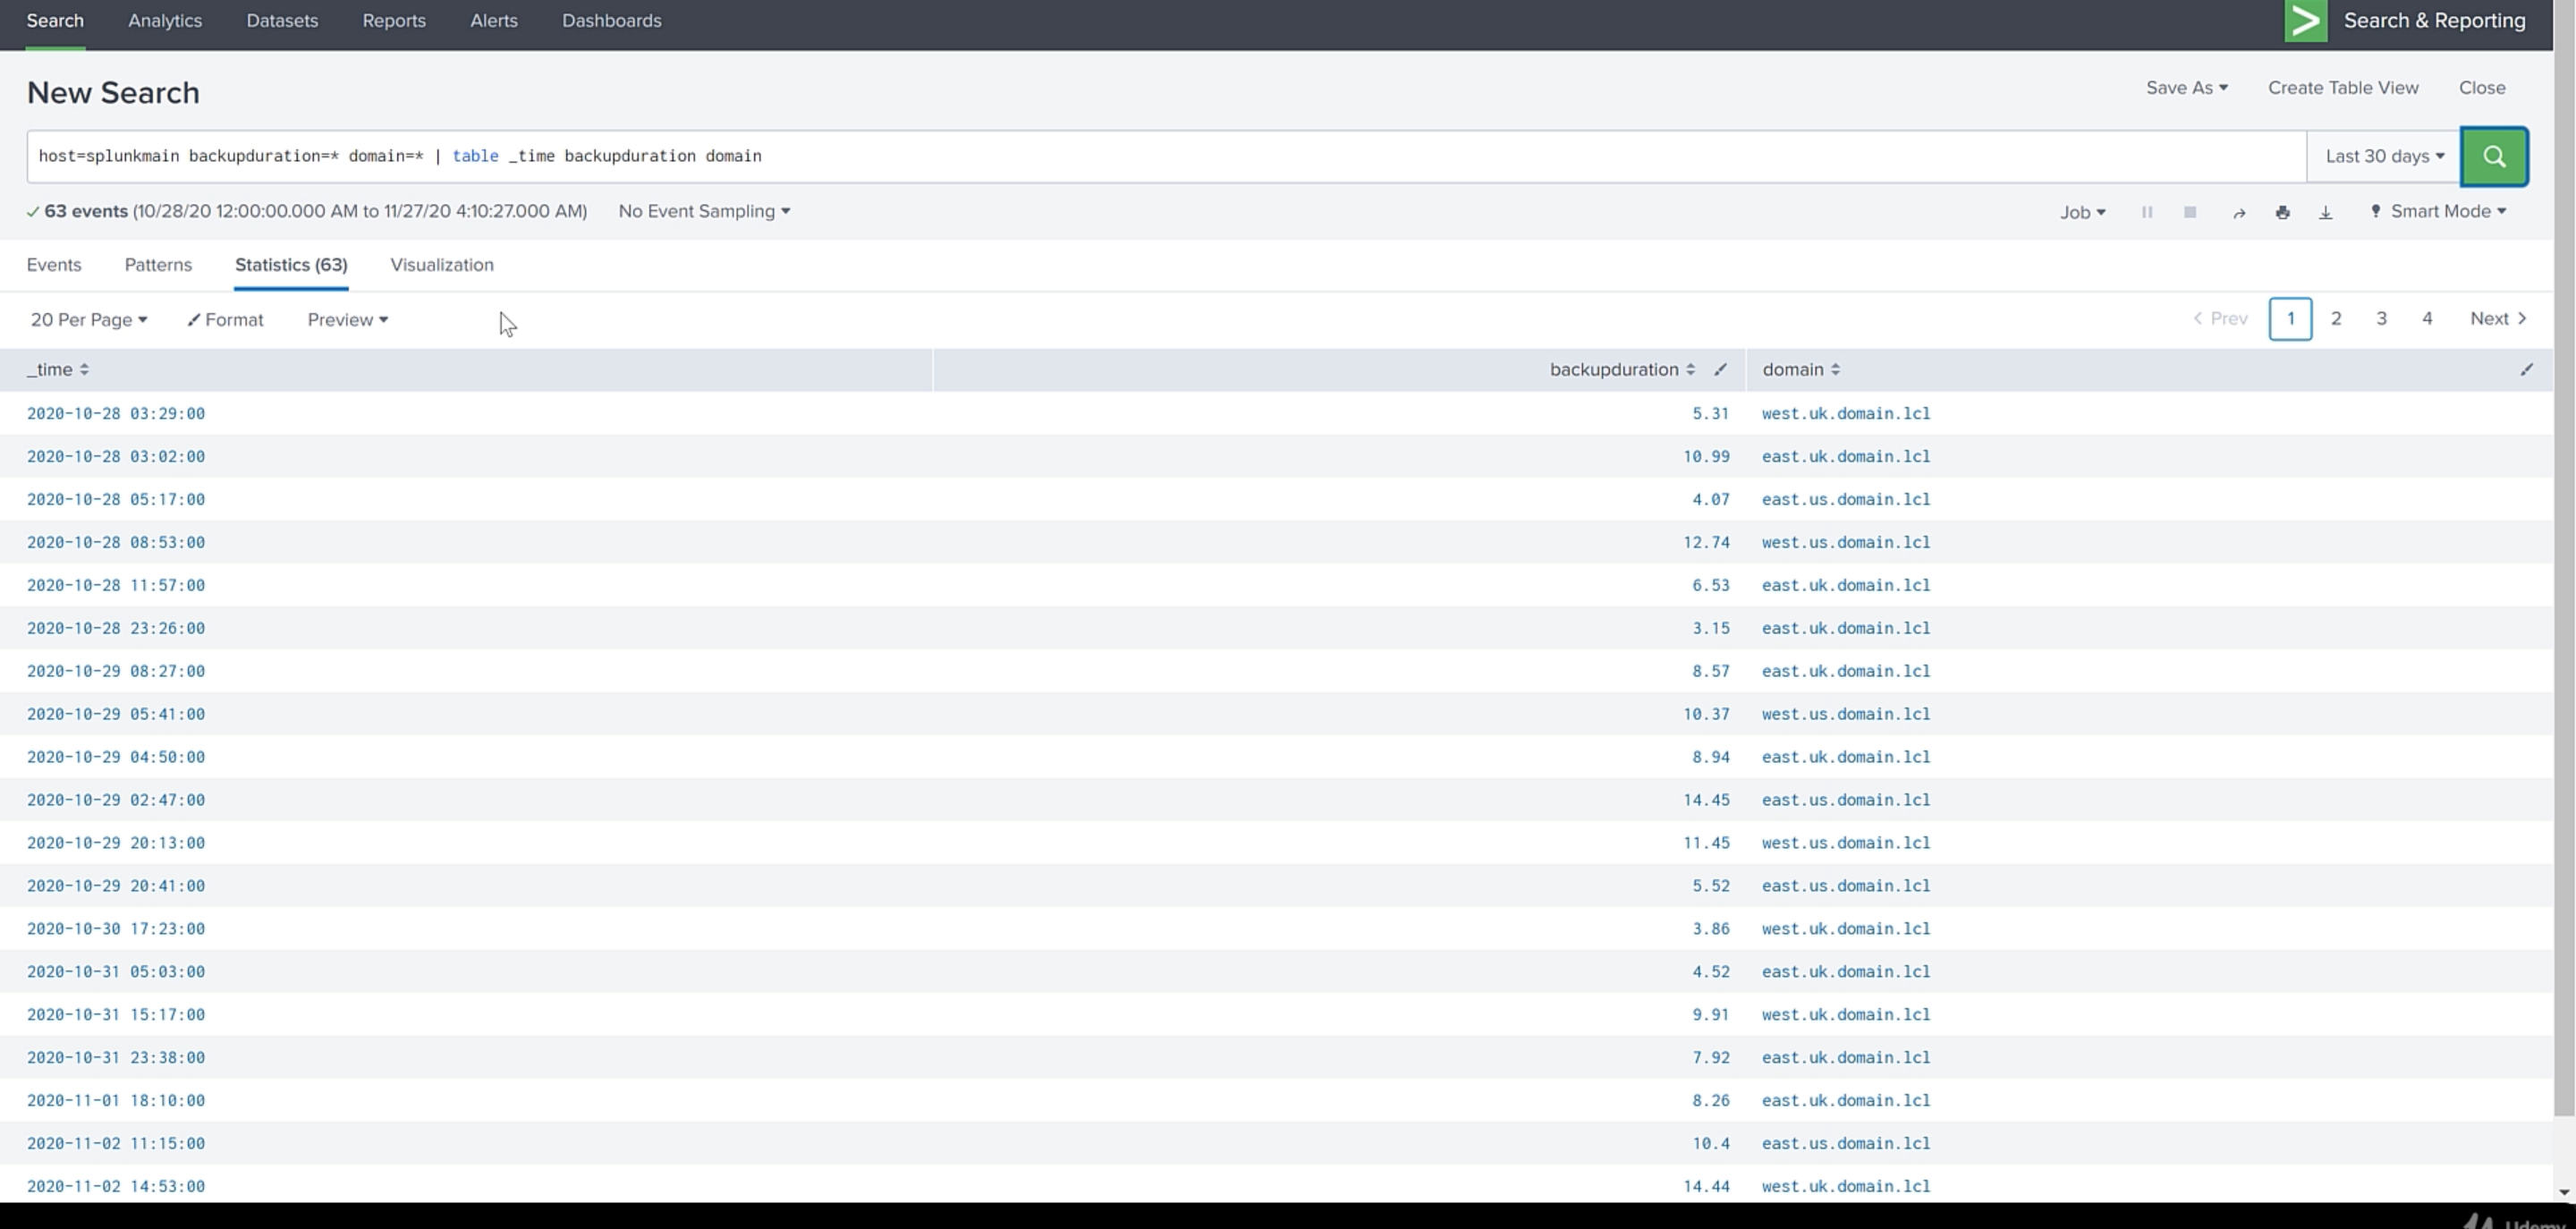 Search Analytics Datasets Reports Alerts Dashboards > Search & Reporting
New Search Save As Create Table View Close
host=splunkmain backupduration=* domain=* | table _time backupduration domain Last 30 days
63 events (10/28/20 12:00:00.000 AM to 11/27/20 4:10:27.000 AM) No Event Sampling Job Smart Mode
Events Patterns Statistics (63) Visualization
20 Per Page Format Preview < Prev 1 2 3 4 Next >
_time backupduration domain
2020-10-28 03:29:00 5.31 west.uk.domain.lcl
2020-10-28 03:02:00 10.99 east.uk.domain.lcl
2020-10-28 05:17:00 4.07 east.us.domain.lcl
2020-10-28 08:53:00 12.74 west.us.domain.lcl
2020-10-28 11:57:00 6.53 east.uk.domain.lcl
2020-10-28 23:26:00 3.15 east.uk.domain.lcl
2020-10-29 08:27:00 8.57 east.uk.domain.lcl
2020-10-29 05:41:00 10.37 west.us.domain.lcl
2020-10-29 04:50:00 8.94 east.uk.domain.lcl
2020-10-29 02:47:00 14.45 east.us.domain.lcl
2020-10-29 20:13:00 11.45 west.us.domain.lcl
2020-10-29 20:41:00 5.52 east.us.domain.lcl
2020-10-30 17:23:00 3.86 west.uk.domain.lcl
2020-10-31 05:03:00 4.52 east.uk.domain.lcl
2020-10-31 15:17:00 9.91 west.uk.domain.lcl
2020-10-31 23:38:00 7.92 east.uk.domain.lcl
2020-11-01 18:10:00 8.26 east.uk.domain.lcl
2020-11-02 11:15:00 10.4 east.us.domain.lcl
2020-11-02 14:53:00 14.44 west.uk.domain.lcl